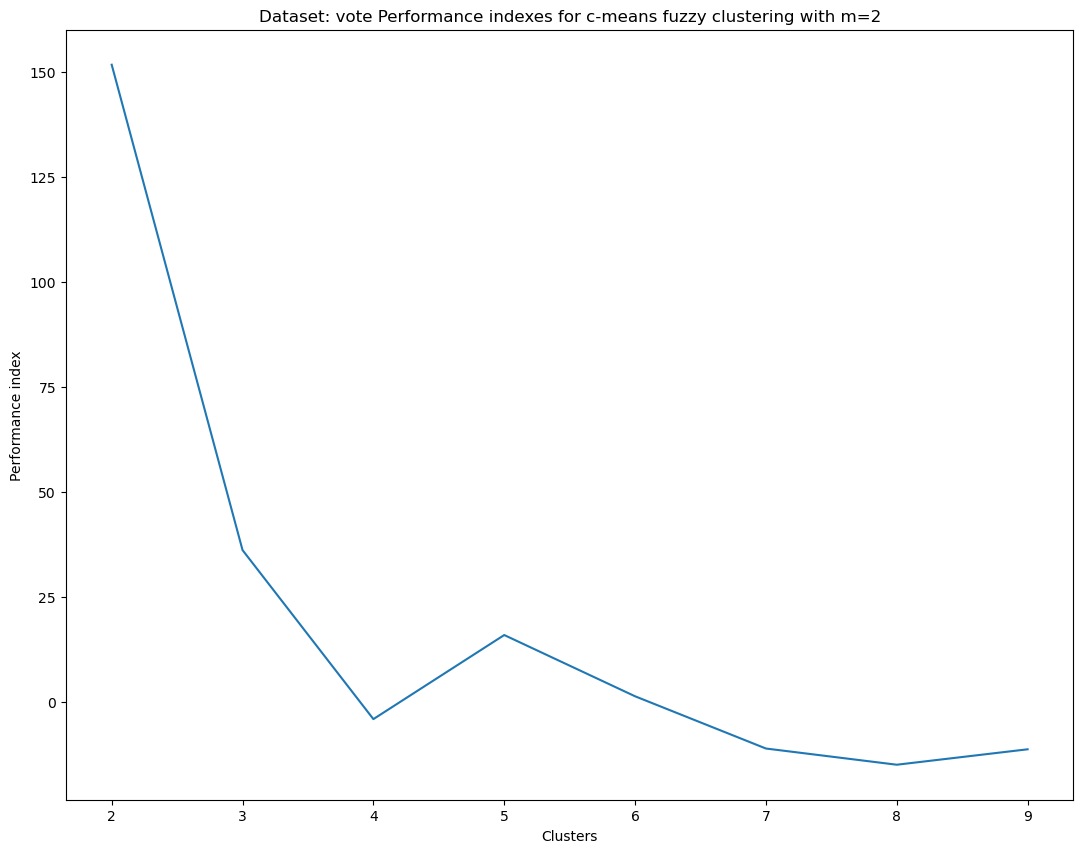 Dataset: vote Performance indexes for c-means fuzzy clustering with m=2
150
125
100
75
50
25
0
Performance index
2 3 4 5 6 7 8 9
Clusters